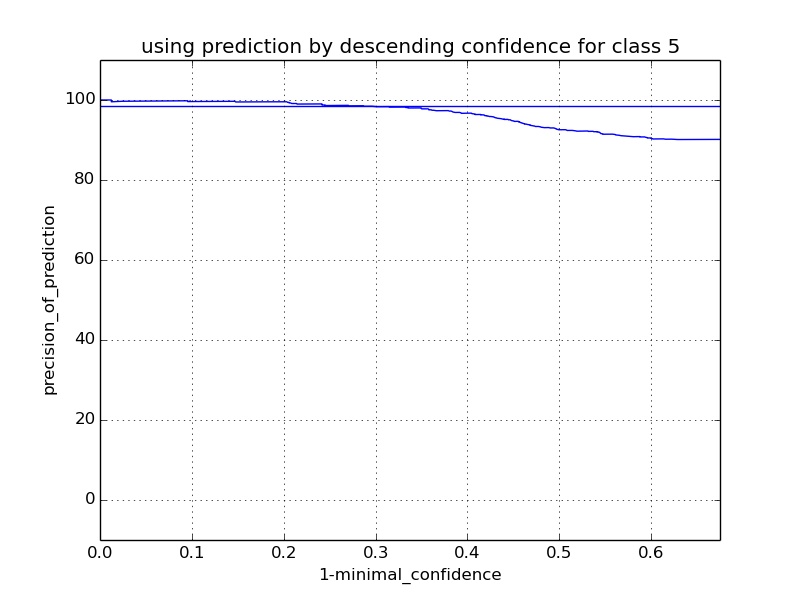 using prediction by descending confidence for class 5
100
80
60
40
20
0
precision_of_prediction
0.0 0.1 0.2 0.3 0.4 0.5 0.6
1-minimal_confidence